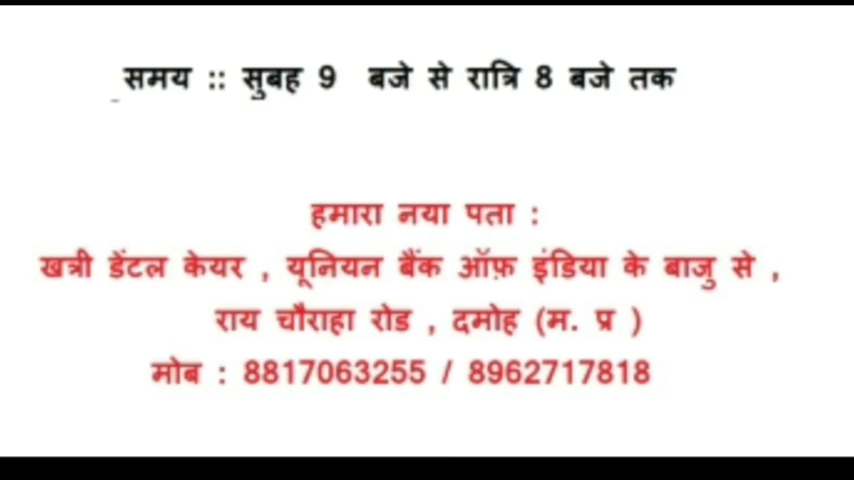 समय :: सुबह 9 बजे से रात्रि 8 बजे तक
हमारा नया पता :
खत्री डेंटल केयर , यूनियन बैंक ऑफ़ इंडिया के बाजु से ,
राय चौराहा रोड , दमोह (म. प्र )
मोब : 8817063255 / 8962717818